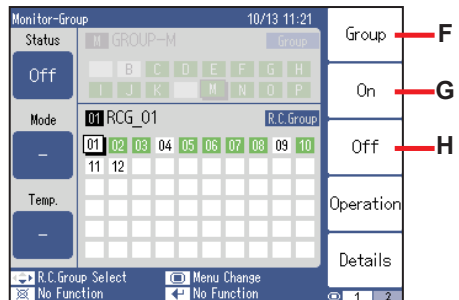 Monitor-Group 10/13 11:21
Status
Off
Mode
–
Temp.
–
M GROUP-M Group
B C D E F G H
I J K M N O P
01 RCG_01 R.C.Group
01 02 03 04 05 06 07 08 09 10
11 12
R.C.Group Select Menu Change
No Function No Function
1 2
Group F
On G
Off H
Operation
Details